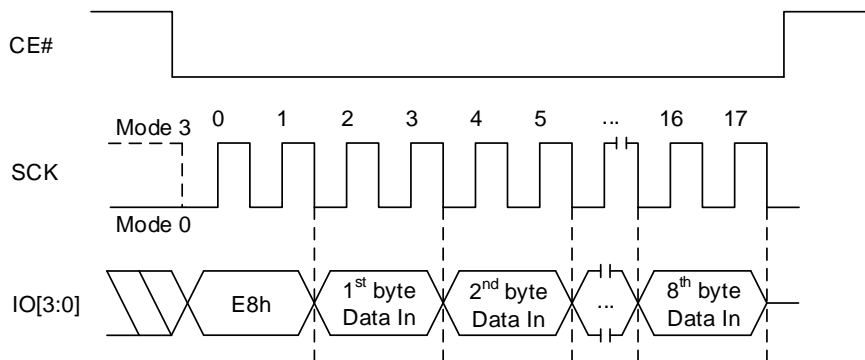 CE#
Mode 3
0 1 2 3 4 5 ... 16 17
SCK
Mode 0
IO[3:0]
E8h
1st byte
Data In
2nd byte
Data In
...
8th byte
Data In